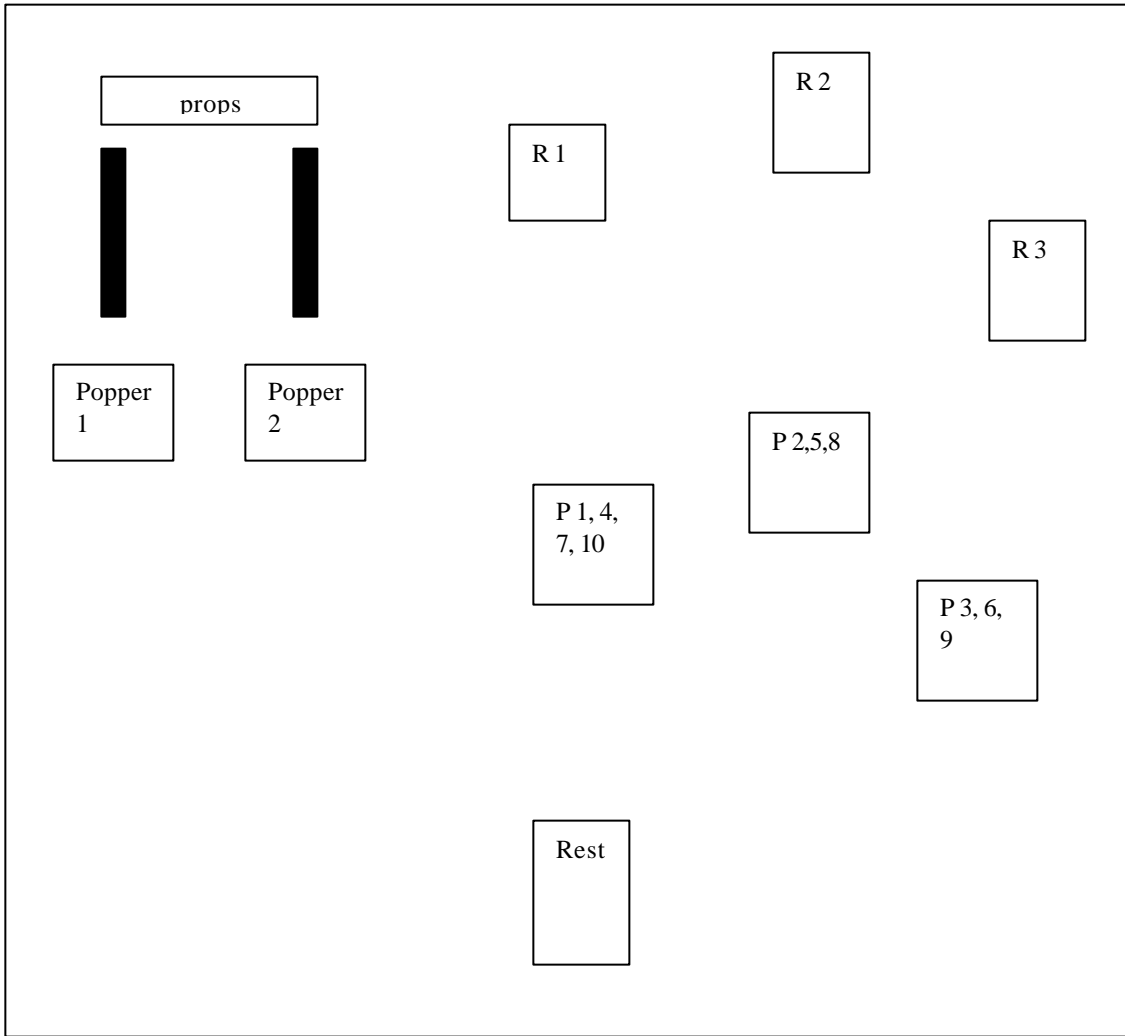 props
R 1
R 2
R 3
Popper
1
Popper
2
P 2,5,8
P 1, 4,
7, 10
P 3, 6,
9
Rest